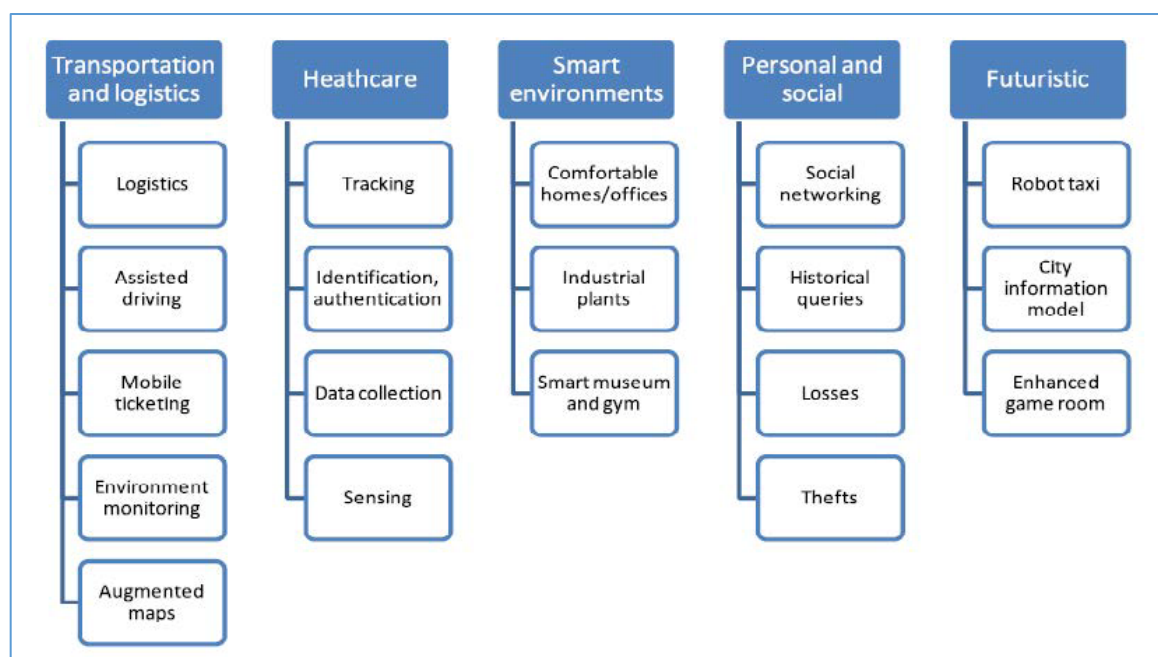 Transportation
and logistics
Logistics
Assisted
driving
Mobile
ticketing
Environment
monitoring
Augmented
maps
Heathcare
Tracking
Identification,
authentication
Data collection
Sensing
Smart
environments
Comfortable
homes/offices
Industrial
plants
Smart museum
and gym
Personal and
social
Social
networking
Historical
queries
Losses
Thefts
Futuristic
Robot taxi
City
information
model
Enhanced
game room